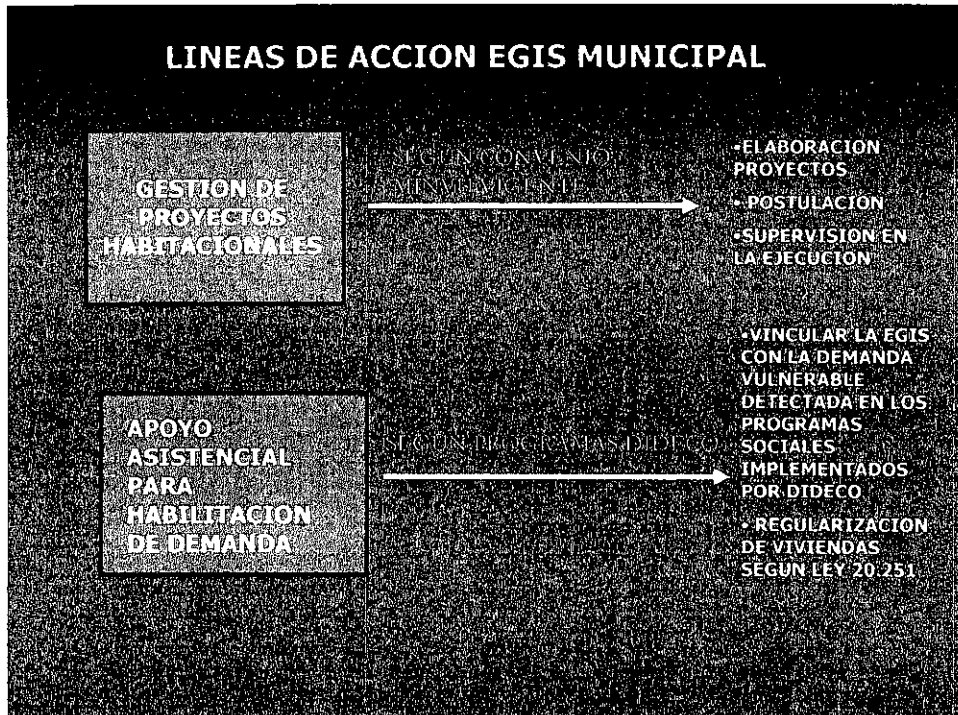 LINEAS DE ACCION EGIS MUNICIPAL
GESTION DE
PROYECTOS
HABITACIONALES
SEGUN CONVENIO
MINVU VIGENTE
•ELABORACION
PROYECTOS
• POSTULACION
•SUPERVISION EN
LA EJECUCION
APOYO
ASISTENCIAL
PARA
HABILITACION
DE DEMANDA
SEGUN PROGRAMAS DIDECO
•VINCULAR LA EGIS
CON LA DEMANDA
VULNERABLE
DETECTADA EN LOS
PROGRAMAS
SOCIALES
IMPLEMENTADOS
POR DIDECO
• REGULARIZACION
DE VIVIENDAS
SEGUN LEY 20.251